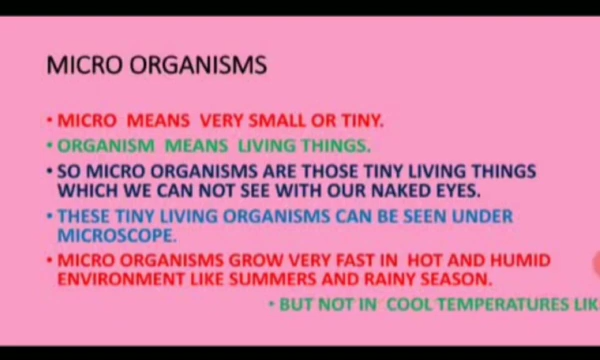 MICRO ORGANISMS
• MICRO MEANS VERY SMALL OR TINY.
• ORGANISM MEANS LIVING THINGS.
• SO MICRO ORGANISMS ARE THOSE TINY LIVING THINGS
WHICH WE CAN NOT SEE WITH OUR NAKED EYES.
• THESE TINY LIVING ORGANISMS CAN BE SEEN UNDER
MICROSCOPE.
• MICRO ORGANISMS GROW VERY FAST IN HOT AND HUMID
ENVIRONMENT LIKE SUMMERS AND RAINY SEASON.
• BUT NOT IN COOL TEMPERATURES LIK